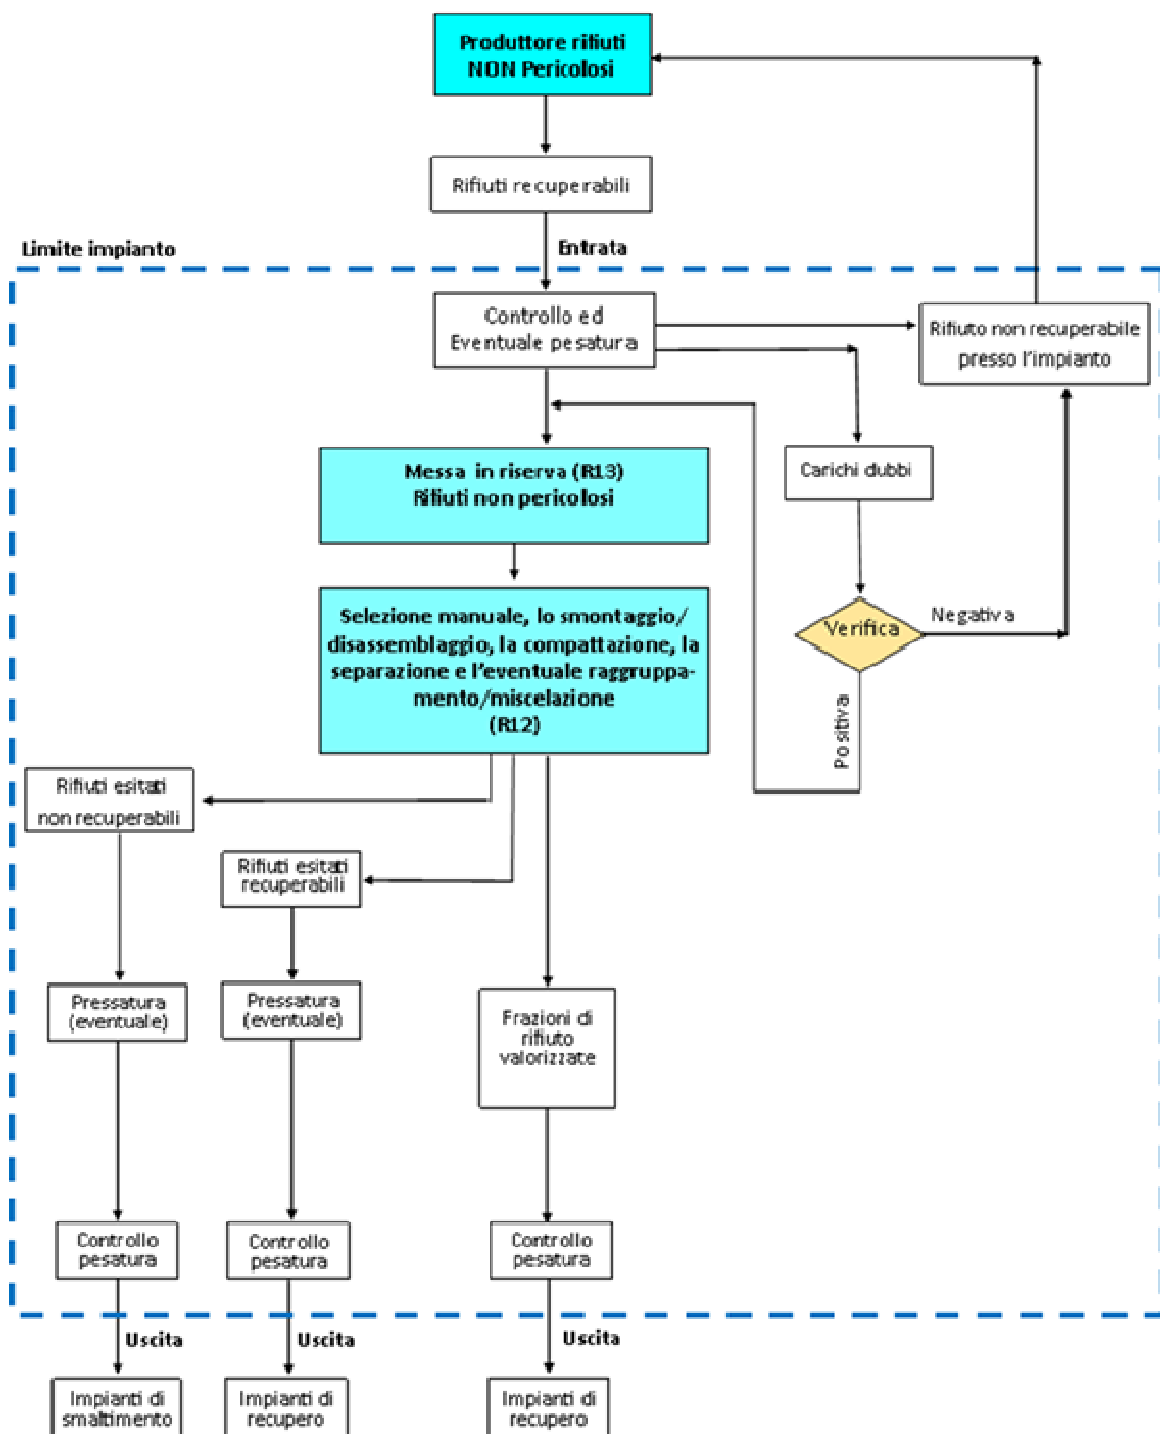 Produttore rifiuti
NON Pericolosi
Rifiuti recuperabili
Limite impianto
Entrata
Controllo ed
Eventuale pesatura
Rifiuto non recuperabile
presso l'impianto
Carichi dubbi
Messa in riserva (R13)
Rifiuti non pericolosi
Selezione manuale, lo smontaggio/
disassemblaggio, la compattazione, la
separazione e l'eventuale raggruppa-
mento/miscelazione
(R12)
Verifica
Negativa
Positiva
Rifiuti esitati
non recuperabili
Rifiuti esitati
recuperabili
Pressatura
(eventuale)
Pressatura
(eventuale)
Frazioni di
rifiuto
valorizzate
Controllo
pesatura
Controllo
pesatura
Controllo
pesatura
Uscita
Uscita
Uscita
Impianti di
smaltimento
Impianti di
recupero
Impianti di
recupero